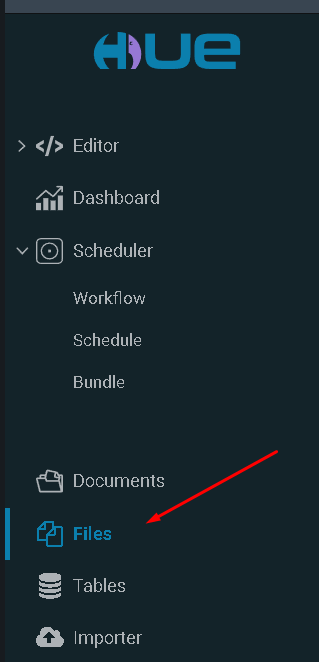 HUE
Editor
Dashboard
Scheduler
Workflow
Schedule
Bundle
Documents
Files
Tables
Importer